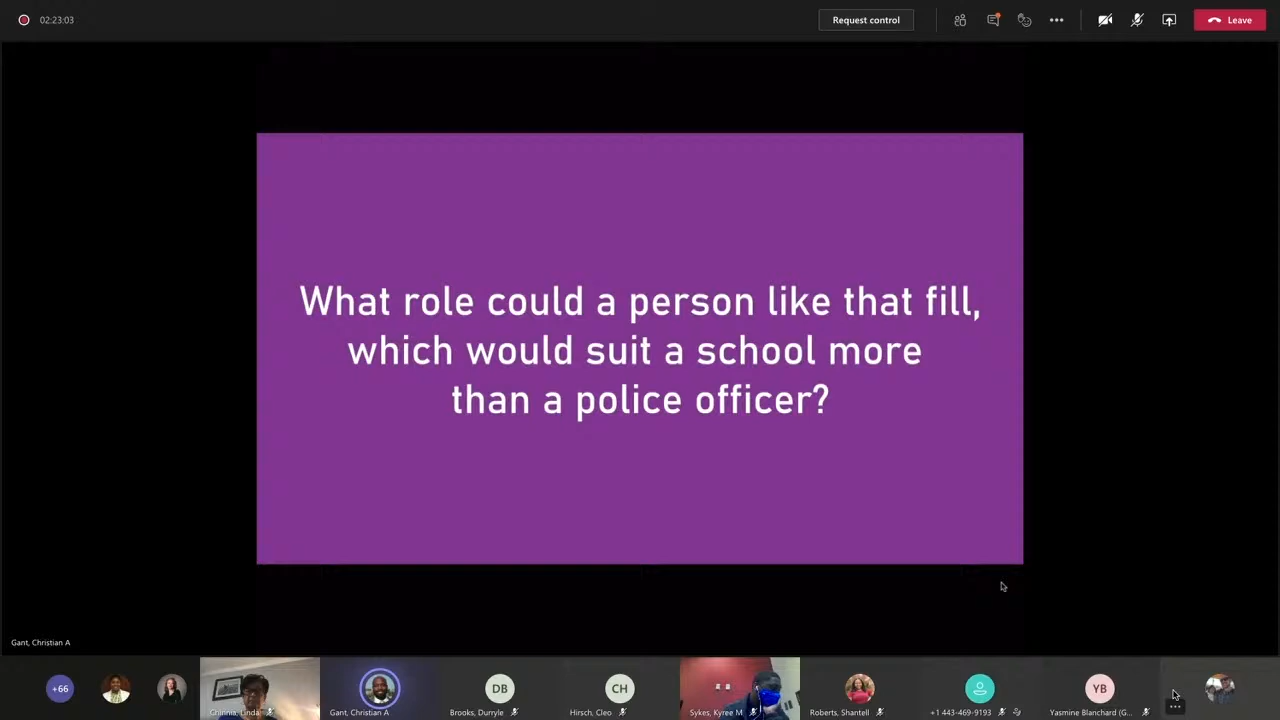 02:23:03
Request control
Leave
What role could a person like that fill,
which would suit a school more
than a police officer?
Gant, Christian A
+66
Chinnia, Linda
Gant, Christian A
DB
Brooks, Durryle
CH
Hirsch, Cleo
Sykes, Kyree M
Roberts, Shantell
+1 443-469-9193
YB
Yasmine Blanchard (G...